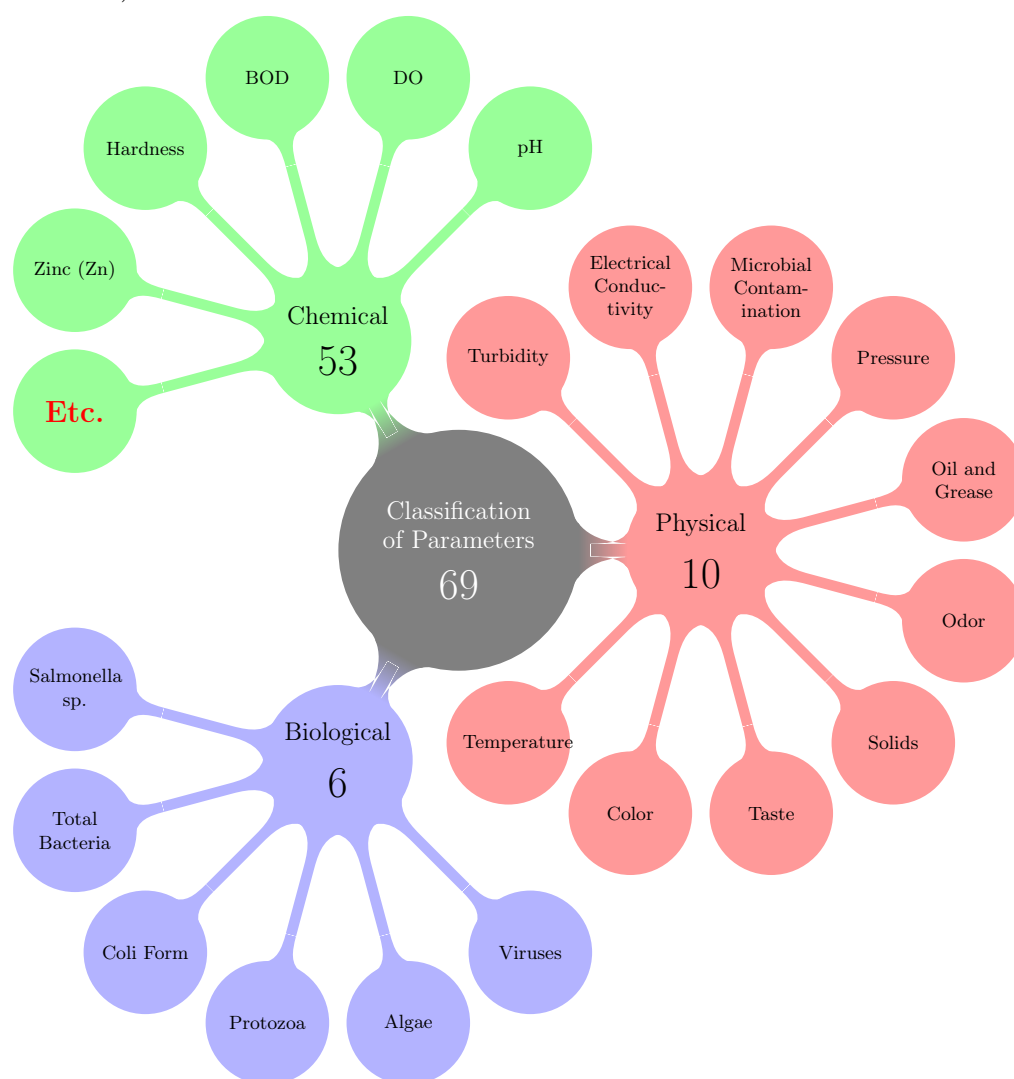 BOD
DO
Hardness
pH
Zinc (Zn)
Chemical
53
Etc.
Electrical
Conduc-
tivity
Microbial
Contam-
ination
Turbidity
Pressure
Oil and
Grease
Physical
10
Odor
Classification
of Parameters
69
Temperature
Color
Taste
Solids
Salmonella
sp.
Biological
6
Total
Bacteria
Coli Form
Viruses
Protozoa
Algae